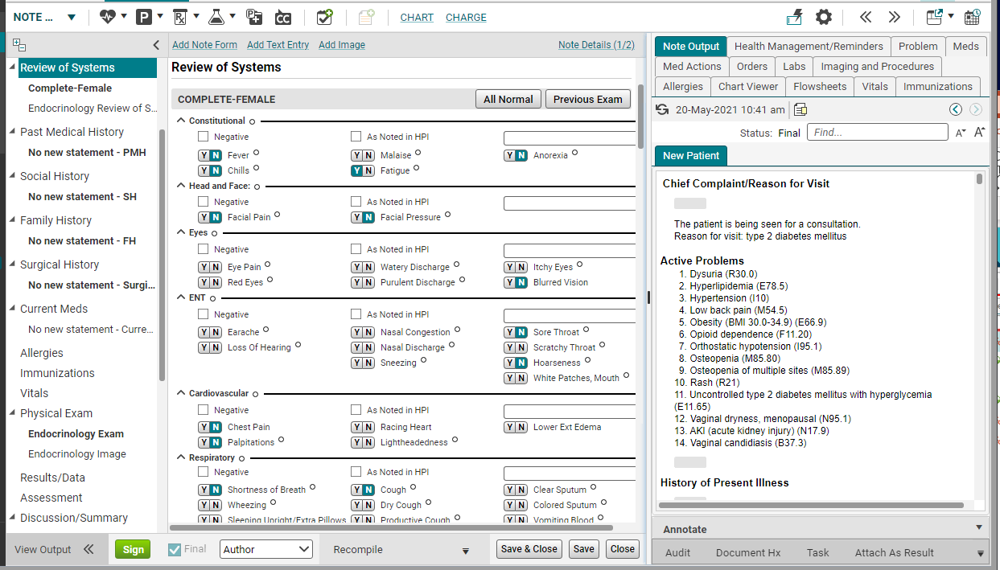 NOTE ...
CHART CHARGE
Review of Systems
Complete-Female
Endocrinology Review of S...
Past Medical History
No new statement - PMH
Social History
No new statement - SH
Family History
No new statement - FH
Surgical History
No new statement - Surgi...
Current Meds
No new statement - Curre...
Allergies
Immunizations
Vitals
Physical Exam
Endocrinology Exam
Endocrinology Image
Results/Data
Assessment
Discussion/Summary
Add Note Form Add Text Entry Add Image Note Details (1/2)
Review of Systems
COMPLETE-FEMALE All Normal Previous Exam
Constitutional
Negative As Noted in HPI
Y N Fever Y N Malaise Y N Anorexia
Y N Chills Y N Fatigue
Head and Face:
Negative As Noted in HPI
Y N Facial Pain Y N Facial Pressure
Eyes
Negative As Noted in HPI
Y N Eye Pain Y N Watery Discharge Y N Itchy Eyes
Y N Red Eyes Y N Purulent Discharge Y N Blurred Vision
ENT
Negative As Noted in HPI
Y N Earache Y N Nasal Congestion Y N Sore Throat
Y N Loss Of Hearing Y N Nasal Discharge Y N Scratchy Throat
Y N Sneezing Y N Hoarseness
Y N White Patches, Mouth
Cardiovascular
Negative As Noted in HPI
Y N Chest Pain Y N Racing Heart Y N Lower Ext Edema
Y N Palpitations Y N Lightheadedness
Respiratory
Negative As Noted in HPI
Y N Shortness of Breath Y N Cough Y N Clear Sputum
Y N Wheezing Y N Dry Cough Y N Colored Sputum
Y N Sleeping Upright/Extra Pillows Y N Productive Cough Y N Vomiting Blood
Note Output Health Management/Reminders Problem Meds
Med Actions Orders Labs Imaging and Procedures
Allergies Chart Viewer Flowsheets Vitals Immunizations
20-May-2021 10:41 am
Status: Final Find... A A
New Patient
Chief Complaint/Reason for Visit
The patient is being seen for a consultation.
Reason for visit: type 2 diabetes mellitus
Active Problems
1. Dysuria (R30.0)
2. Hyperlipidemia (E78.5)
3. Hypertension (I10)
4. Low back pain (M54.5)
5. Obesity (BMI 30.0-34.9) (E66.9)
6. Opioid dependence (F11.20)
7. Orthostatic hypotension (I95.1)
8. Osteopenia (M85.80)
9. Osteopenia of multiple sites (M85.89)
10. Rash (R21)
11. Uncontrolled type 2 diabetes mellitus with hyperglycemia
(E11.65)
12. Vaginal dryness, menopausal (N95.1)
13. AKI (acute kidney injury) (N17.9)
14. Vaginal candidiasis (B37.3)
History of Present Illness
Annotate
View Output Sign Final Author Recompile Save & Close Save Close
Audit Document Hx Task Attach As Result